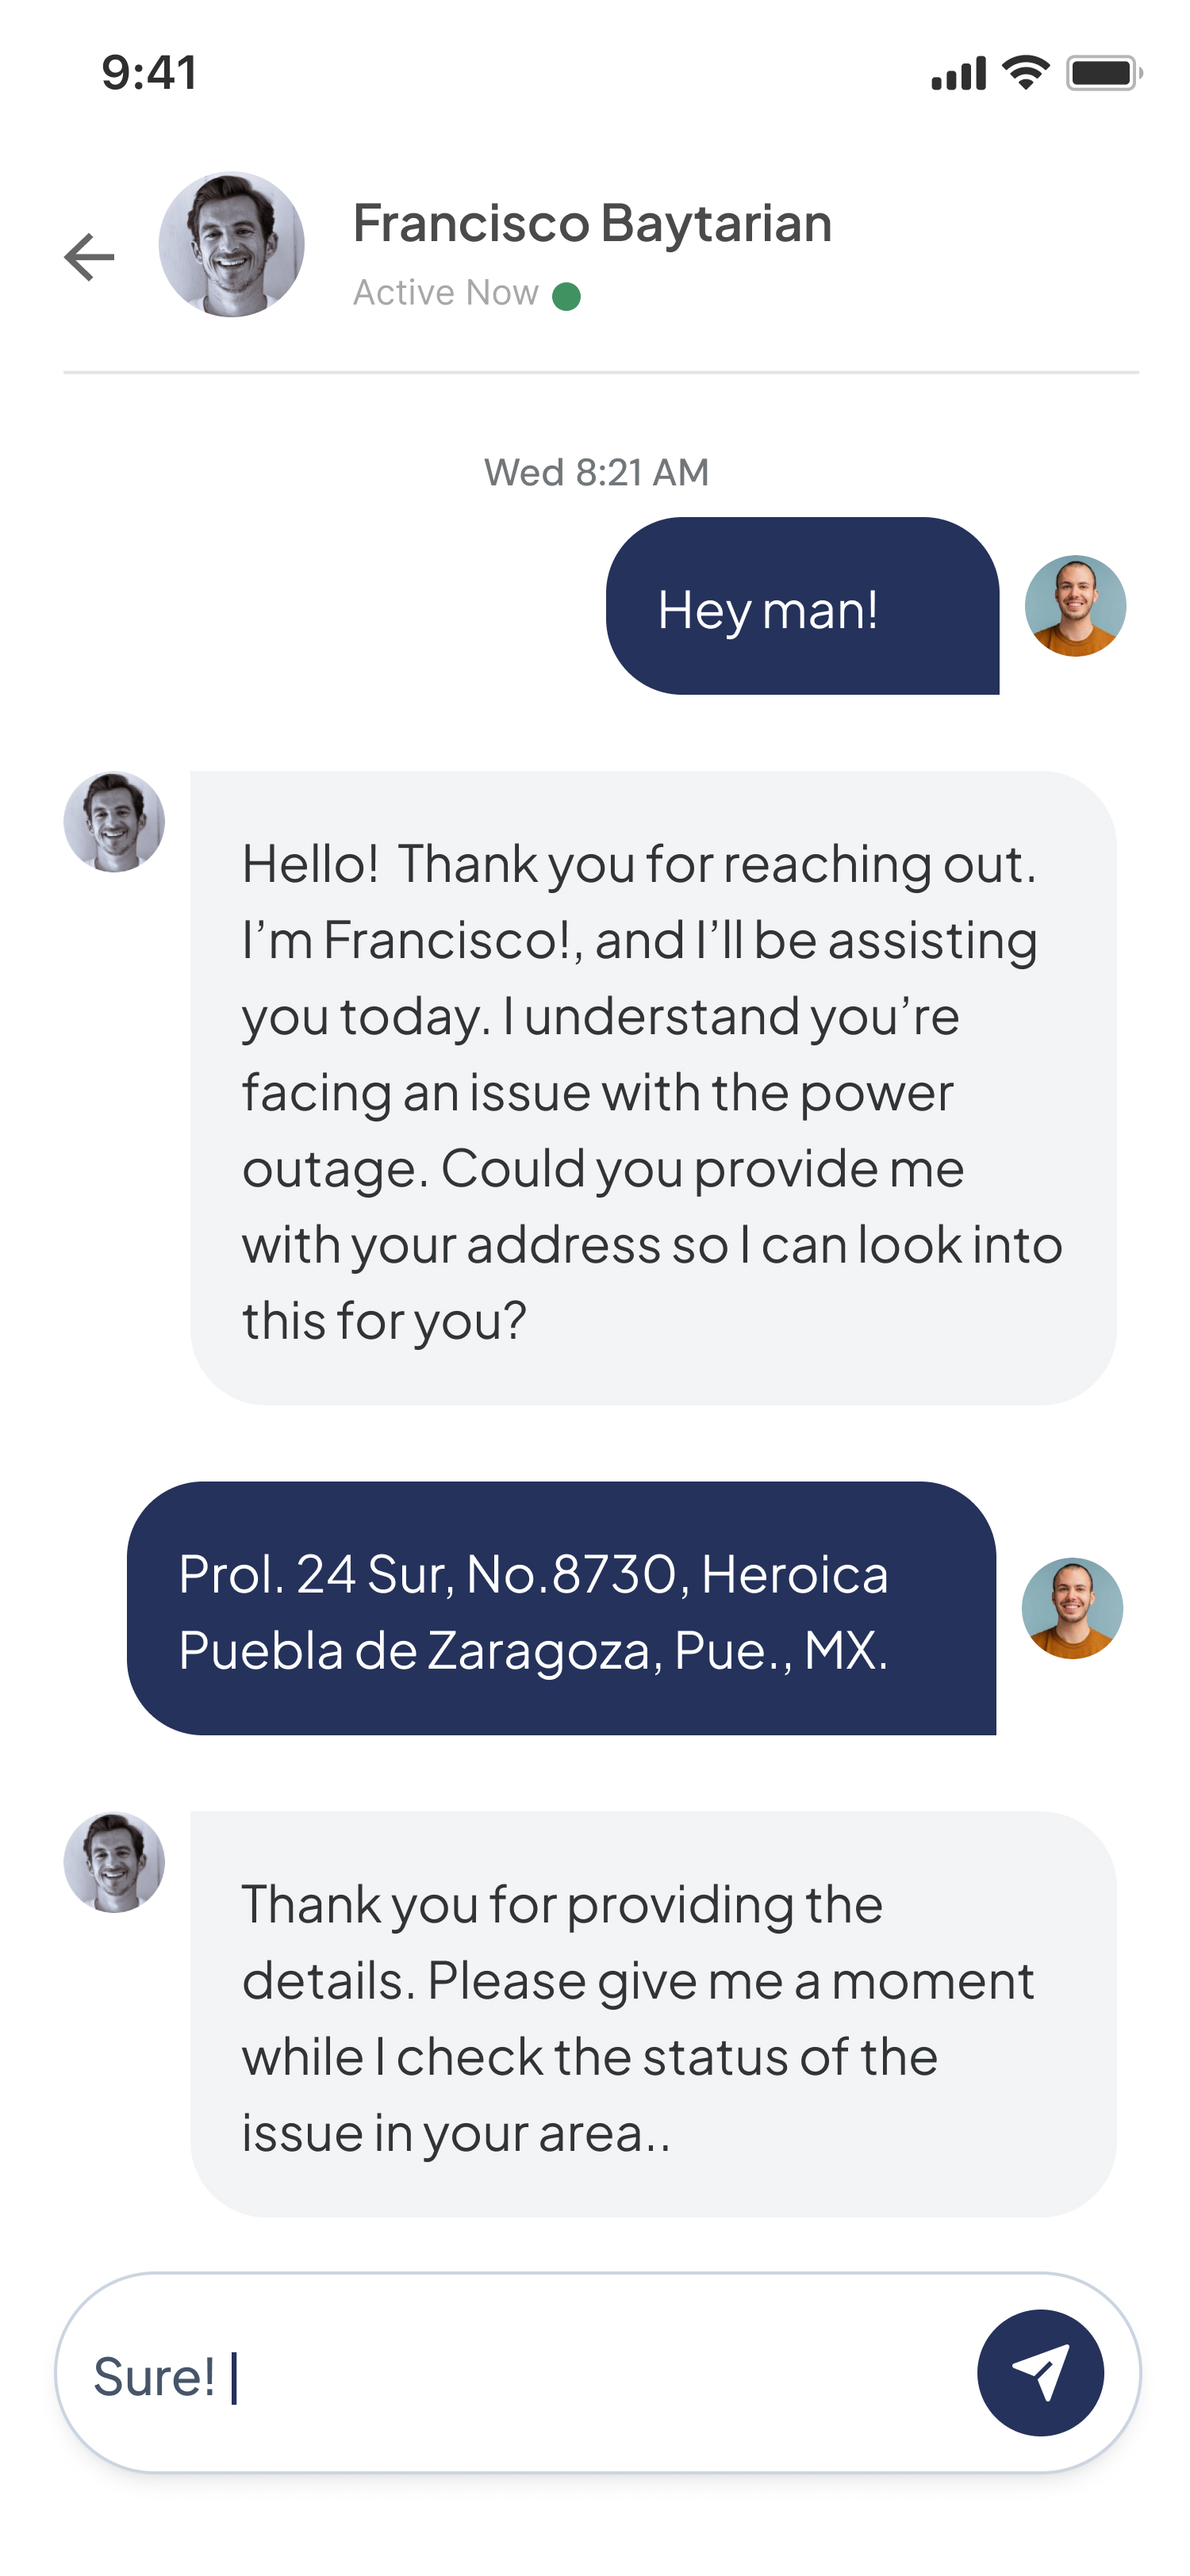 9:41
Francisco Baytarian
Active Now
Wed 8:21 AM
Hey man!
Hello!  Thank you for reaching out.
I’m Francisco!, and I’ll be assisting
you today. I understand you’re
facing an issue with the power
outage. Could you provide me
with your address so I can look into
this for you?
Prol. 24 Sur, No.8730, Heroica
Puebla de Zaragoza, Pue., MX.
Thank you for providing the
details. Please give me a moment
while I check the status of the
issue in your area..
Sure!